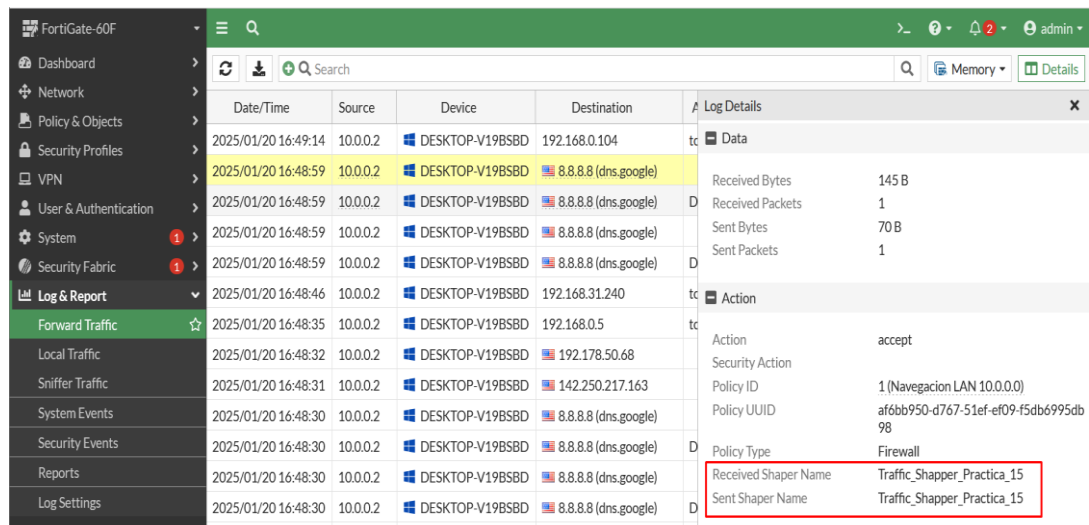 FortiGate-60F
2
admin
Dashboard
Network
Policy & Objects
Security Profiles
VPN
User & Authentication
System 1
Security Fabric 1
Log & Report
Forward Traffic
Local Traffic
Sniffer Traffic
System Events
Security Events
Reports
Log Settings
Search Memory Details
Date/Time Source Device Destination A
2025/01/20 16:49:14 10.0.0.2 DESKTOP-V19BSBD 192.168.0.104 tc
2025/01/20 16:48:59 10.0.0.2 DESKTOP-V19BSBD 8.8.8.8 (dns.google)
2025/01/20 16:48:59 10.0.0.2 DESKTOP-V19BSBD 8.8.8.8 (dns.google) D
2025/01/20 16:48:59 10.0.0.2 DESKTOP-V19BSBD 8.8.8.8 (dns.google)
2025/01/20 16:48:59 10.0.0.2 DESKTOP-V19BSBD 8.8.8.8 (dns.google) D
2025/01/20 16:48:46 10.0.0.2 DESKTOP-V19BSBD 192.168.31.240 tc
2025/01/20 16:48:35 10.0.0.2 DESKTOP-V19BSBD 192.168.0.5 tc
2025/01/20 16:48:32 10.0.0.2 DESKTOP-V19BSBD 192.178.50.68
2025/01/20 16:48:31 10.0.0.2 DESKTOP-V19BSBD 142.250.217.163
2025/01/20 16:48:30 10.0.0.2 DESKTOP-V19BSBD 8.8.8.8 (dns.google)
2025/01/20 16:48:30 10.0.0.2 DESKTOP-V19BSBD 8.8.8.8 (dns.google) D
2025/01/20 16:48:30 10.0.0.2 DESKTOP-V19BSBD 8.8.8.8 (dns.google)
2025/01/20 16:48:30 10.0.0.2 DESKTOP-V19BSBD 8.8.8.8 (dns.google) D
Log Details
Data
Received Bytes 145 B
Received Packets 1
Sent Bytes 70 B
Sent Packets 1
Action
Action accept
Security Action
Policy ID 1 (Navegacion LAN 10.0.0.0)
Policy UUID af6bb950-d767-51ef-ef09-f5db6995db
98
Policy Type Firewall
Received Shaper Name Traffic_Shapper_Practica_15
Sent Shaper Name Traffic_Shapper_Practica_15